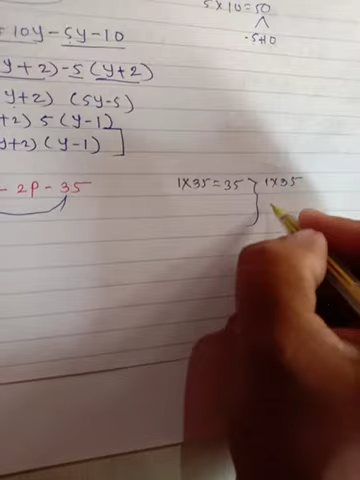 5 x 10 = 50
-5+10
= 10y - 5y - 10
y + 2) - 5 (y + 2)
y + 2) (5y - 5)
+ 2) 5 (y - 1)
y + 2) (y - 1)
- 2P - 35
1 x 35 = 35
1 x 35